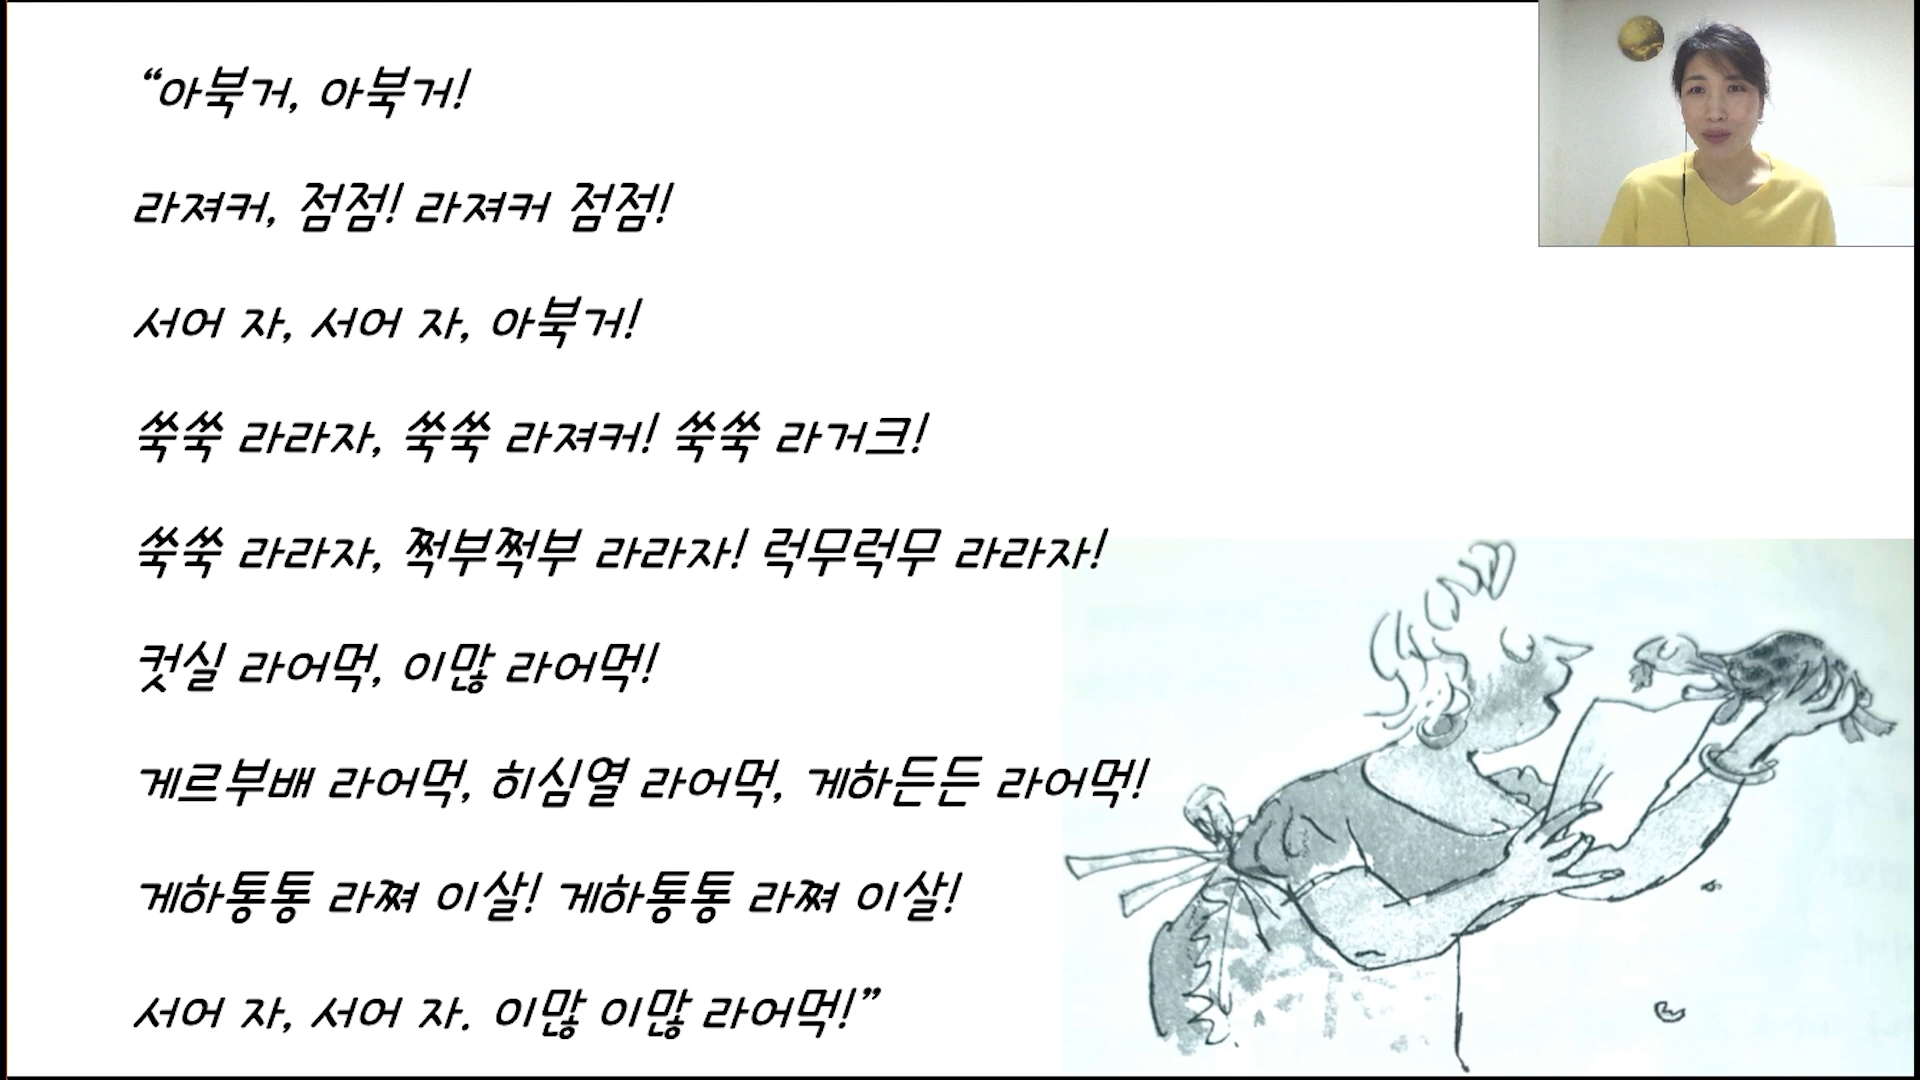 “아북거, 아북거!
라져커, 점점! 라져커 점점!
서어 자, 서어 자, 아북거!
쑥쑥 라라자, 쑥쑥 라져커! 쑥쑥 라거크!
쑥쑥 라라자, 쩍부쩍부 라라자! 럭무럭무 라라자!
컷실 라어먹, 이많 라어먹!
게르부배 라어먹, 히심열 라어먹, 게하든든 라어먹!
게하통통 라쪄 이살! 게하통통 라쪄 이살!
서어 자, 서어 자. 이많 이많 라어먹!”